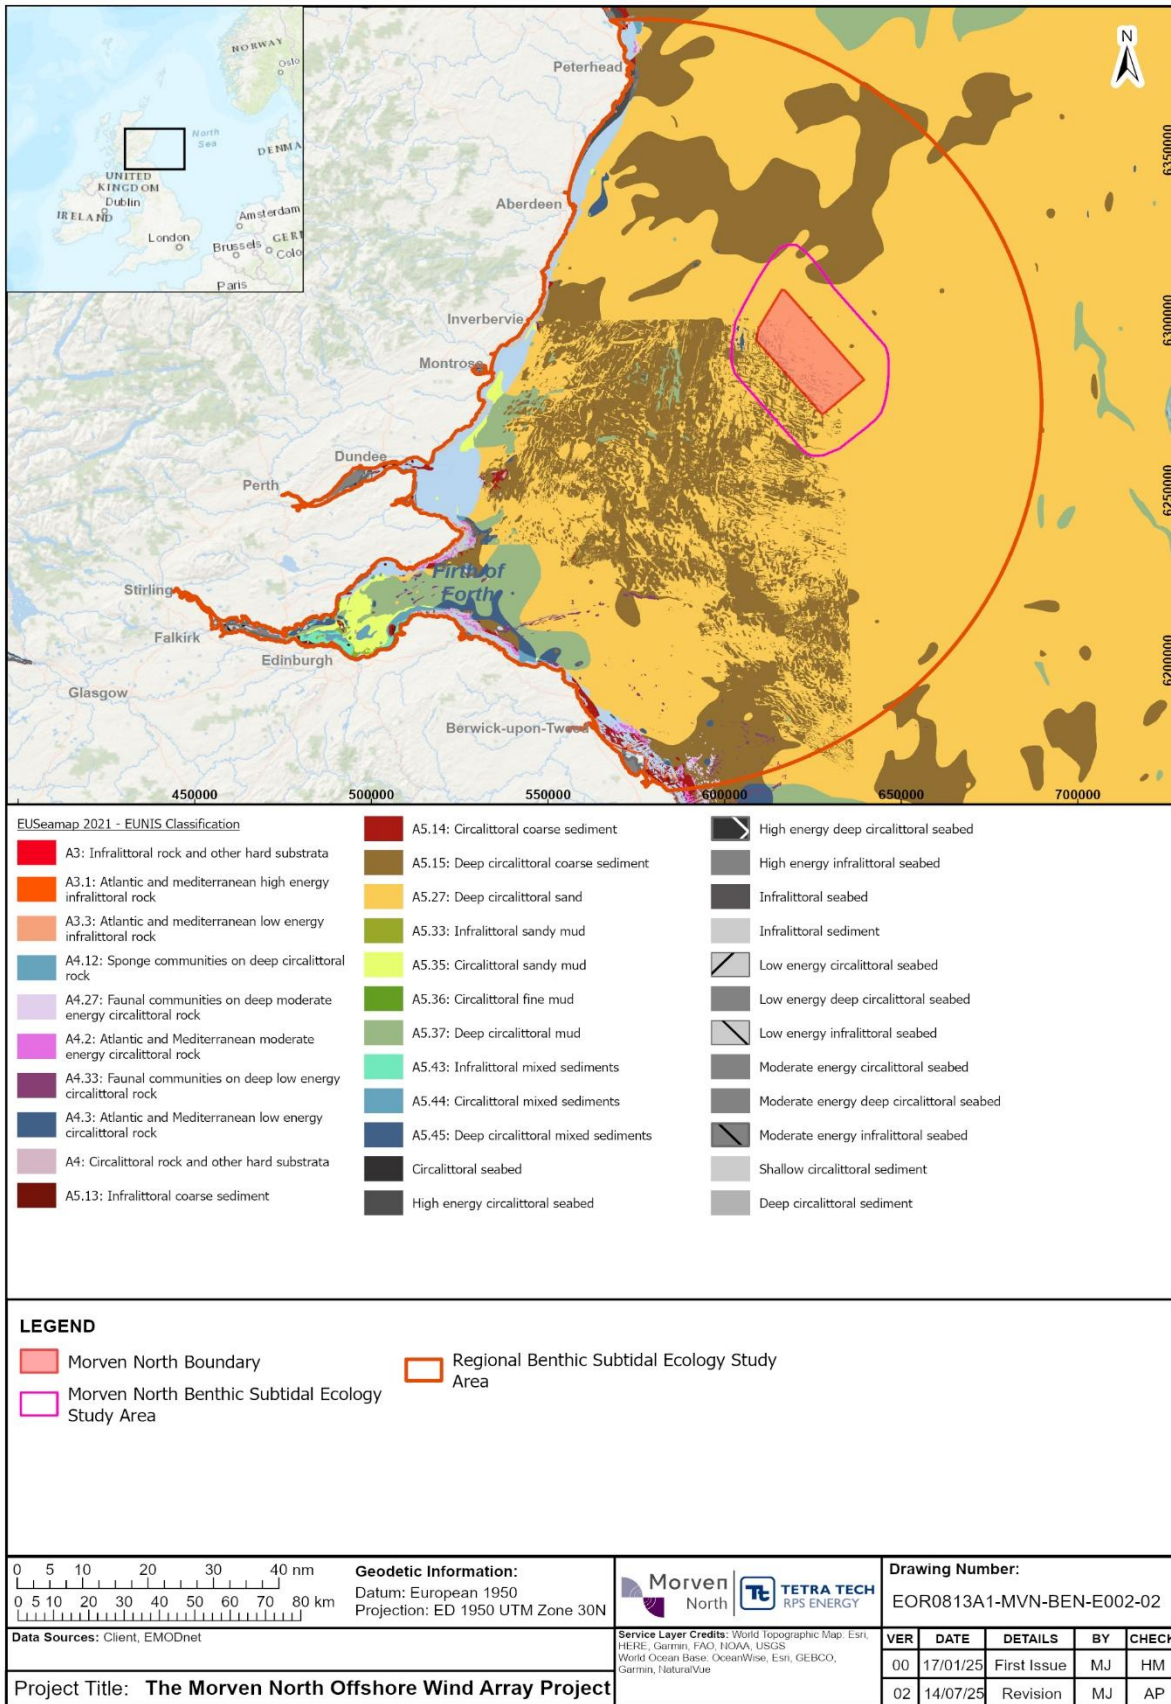 NORWAY
Oslo
North
Sea
DENMA
UNITED
KINGDOM
Dublin
IRELAND
Amsterdam
London
Brussels
GER
Colo
Paris
N
Peterhead
Aberdeen
Inverbervie
Montrose
Dundee
Perth
Stirling
Firth of
Forth
Falkirk
Edinburgh
Glasgow
Berwick-upon-Tweed
6350000
6300000
6250000
6200000
450000
500000
550000
600000
650000
700000
EUSeamap 2021 - EUNIS Classification
A3: Infralittoral rock and other hard substrata
A3.1: Atlantic and mediterranean high energy
infralittoral rock
A3.3: Atlantic and mediterranean low energy
infralittoral rock
A4.12: Sponge communities on deep circalittoral
rock
A4.27: Faunal communities on deep moderate
energy circalittoral rock
A4.2: Atlantic and Mediterranean moderate
energy circalittoral rock
A4.33: Faunal communities on deep low energy
circalittoral rock
A4.3: Atlantic and Mediterranean low energy
circalittoral rock
A4: Circalittoral rock and other hard substrata
A5.13: Infralittoral coarse sediment
A5.14: Circalittoral coarse sediment
A5.15: Deep circalittoral coarse sediment
A5.27: Deep circalittoral sand
A5.33: Infralittoral sandy mud
A5.35: Circalittoral sandy mud
A5.36: Circalittoral fine mud
A5.37: Deep circalittoral mud
A5.43: Infralittoral mixed sediments
A5.44: Circalittoral mixed sediments
A5.45: Deep circalittoral mixed sediments
Circalittoral seabed
High energy circalittoral seabed
High energy deep circalittoral seabed
High energy infralittoral seabed
Infralittoral seabed
Infralittoral sediment
Low energy circalittoral seabed
Low energy deep circalittoral seabed
Low energy infralittoral seabed
Moderate energy circalittoral seabed
Moderate energy deep circalittoral seabed
Moderate energy infralittoral seabed
Shallow circalittoral sediment
Deep circalittoral sediment
LEGEND
Morven North Boundary
Morven North Benthic Subtidal Ecology
Study Area
Regional Benthic Subtidal Ecology Study
Area
0 5 10 20 30 40 nm
0 5 10 20 30 40 50 60 70 80 km
Geodetic Information:
Datum: European 1950
Projection: ED 1950 UTM Zone 30N
Morven
North
Tt
TETRA TECH
RPS ENERGY
Drawing Number:
EOR0813A1-MVN-BEN-E002-02
Data Sources: Client, EMODnet
Service Layer Credits: World Topographic Map: Esri,
HERE, Garmin, FAO, NOAA, USGS
World Ocean Base: OceanWise, Esri, GEBCO,
Garmin, NaturalVue
VER DATE DETAILS BY CHECK
00 17/01/25 First Issue MJ HM
02 14/07/25 Revision MJ AP
Project Title: The Morven North Offshore Wind Array Project